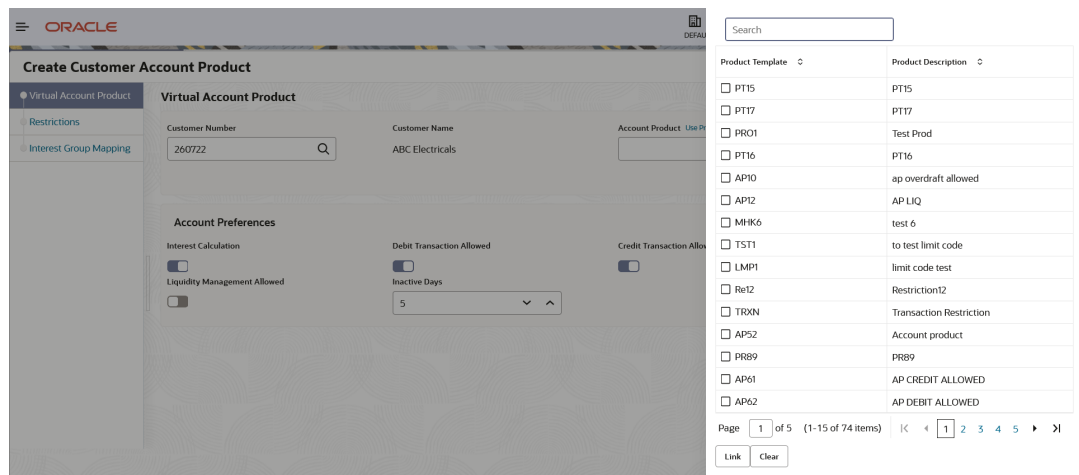 ORACLE
DEFAU
Create Customer Account Product
Virtual Account Product
Restrictions
Interest Group Mapping
Virtual Account Product
Customer Number
Customer Name
Account Product Use Pr
260722
ABC Electricals
Account Preferences
Interest Calculation
Debit Transaction Allowed
Credit Transaction Allow
Liquidity Management Allowed
Inactive Days
5
Search
Product Template Product Description
PT15 PT15
PT17 PT17
PRO1 Test Prod
PT16 PT16
AP10 ap overdraft allowed
AP12 AP LIQ
MHK6 test 6
TST1 to test limit code
LMP1 limit code test
Re12 Restriction12
TRXN Transaction Restriction
AP52 Account product
PR89 PR89
AP61 AP CREDIT ALLOWED
AP62 AP DEBIT ALLOWED
Page 1 of 5 (1-15 of 74 items) 1 2 3 4 5
Link Clear